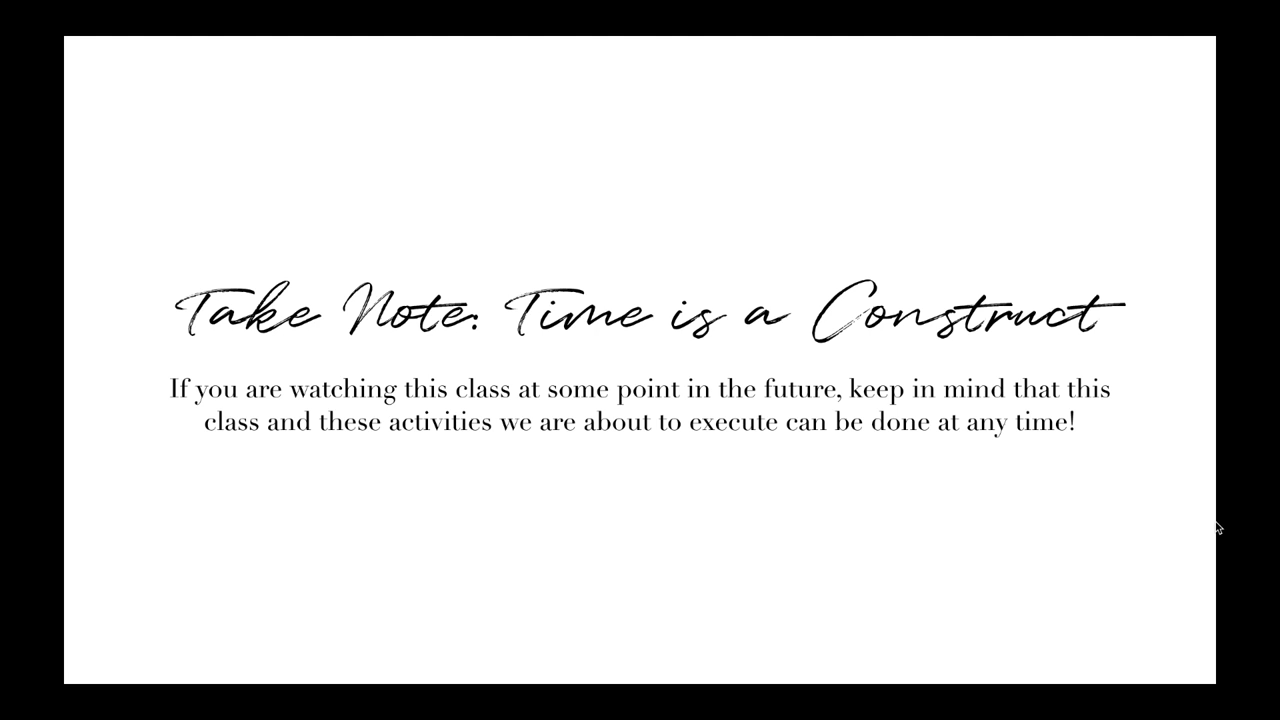 Take Note: Time is a Construct
If you are watching this class at some point in the future, keep in mind that this
class and these activities we are about to execute can be done at any time!